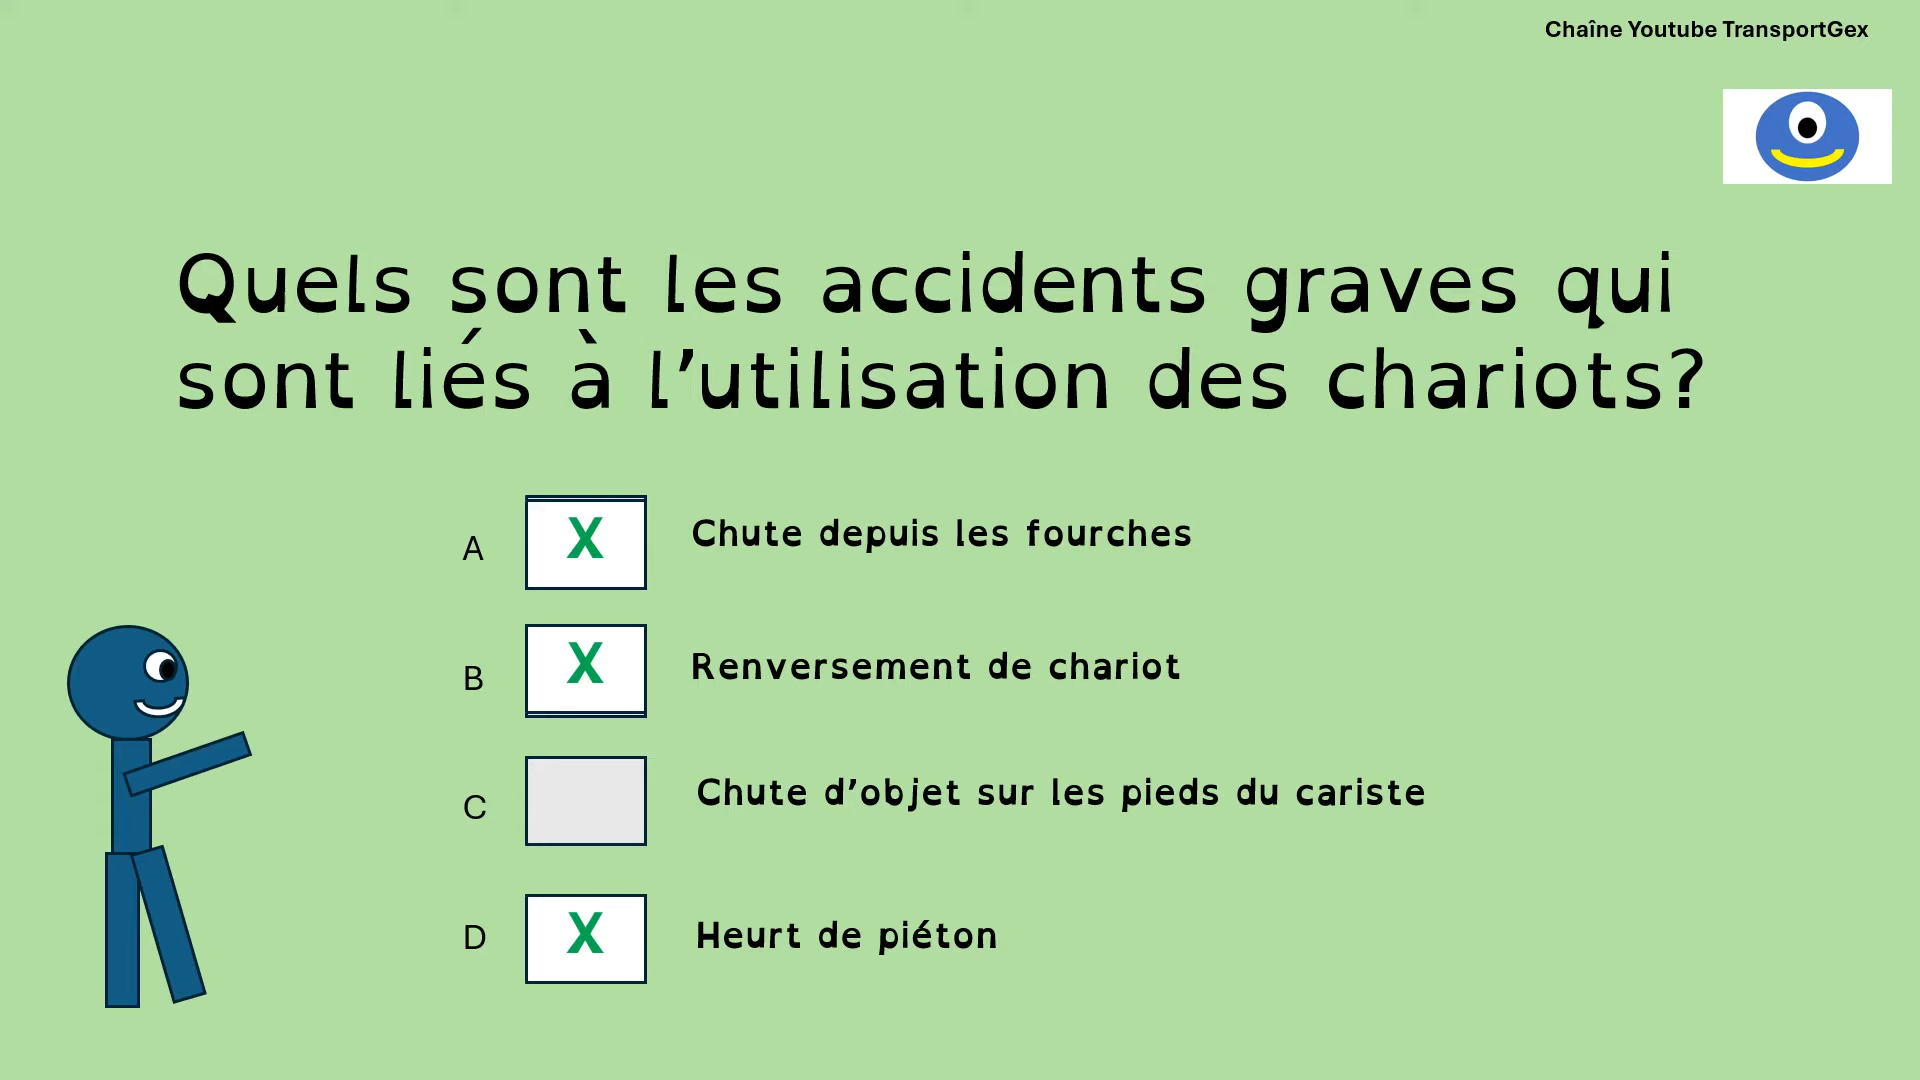 Chaîne Youtube TransportGex
Quels sont les accidents graves qui
sont liés à l’utilisation des chariots?
A X Chute depuis les fourches
B X Renversement de chariot
C Chute d’objet sur les pieds du cariste
D X Heurt de piéton